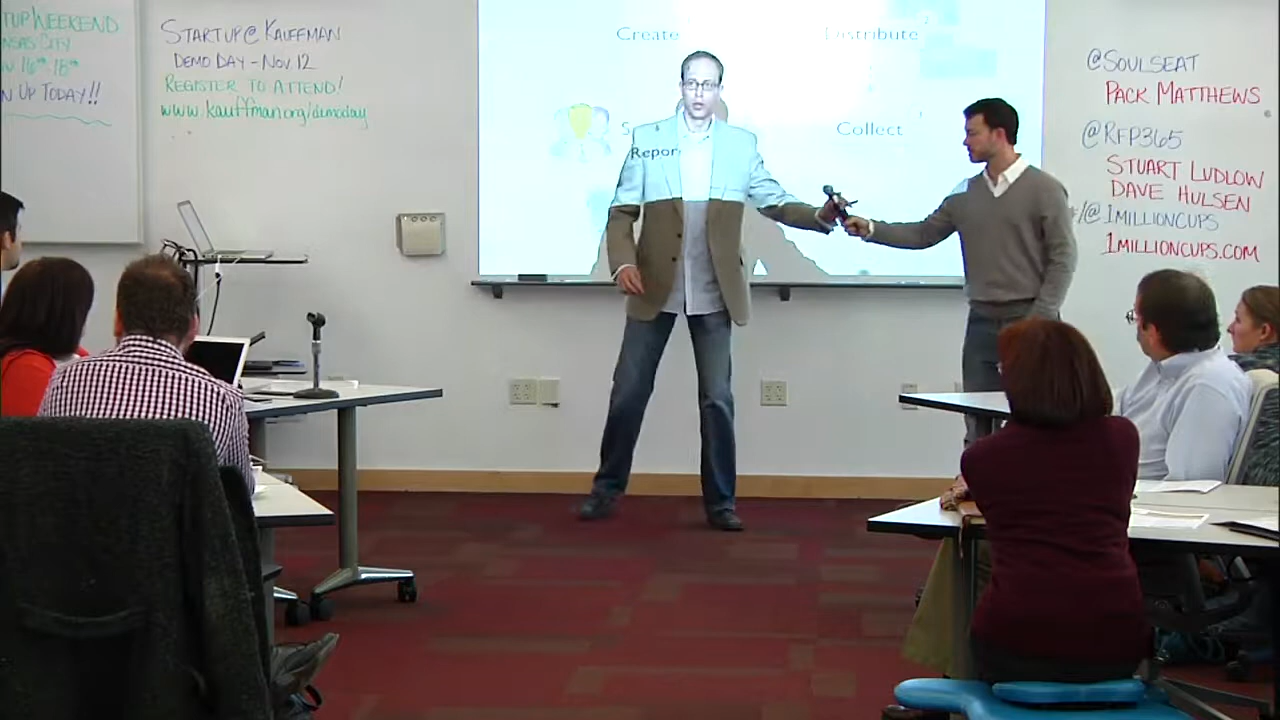 TUP WEEKEND
NSAS CITY
16th-18th
N UP TODAY!!
STARTUP@KAUFFMAN
DEMO DAY - NOV 12
REGISTER TO ATTEND!
www.kauffman.org/demoday
Create
Distribute
Collect
Repor
@SOULSEAT
PACK MATTHEWS
@RFP365
STUART LUDLOW
DAVE HULSEN
/@1MILLIONCUPS
1MILLIONCUPS.COM